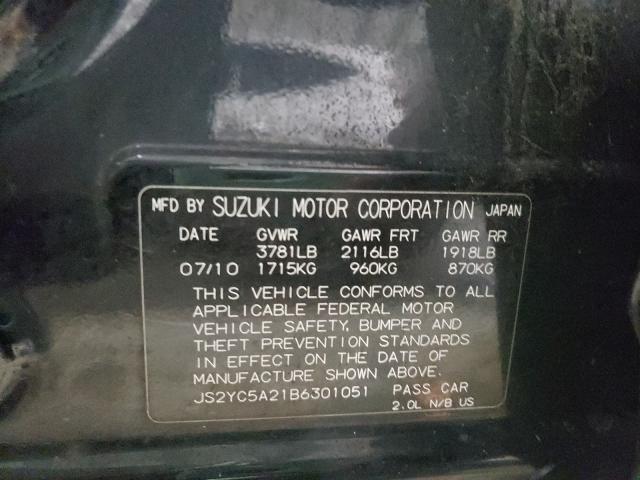 MFD BY SUZUKI MOTOR CORPORATION JAPAN
DATE GVWR GAWR FRT GAWR RR
3781LB 2116LB 1918LB
07/10 1715KG 960KG 870KG
THIS VEHICLE CONFORMS TO ALL
APPLICABLE FEDERAL MOTOR
VEHICLE SAFETY, BUMPER AND
THEFT PREVENTION STANDARDS
IN EFFECT ON THE DATE OF
MANUFACTURE SHOWN ABOVE.
JS2YC5A21B6301051 PASS CAR
2.0L N/B US